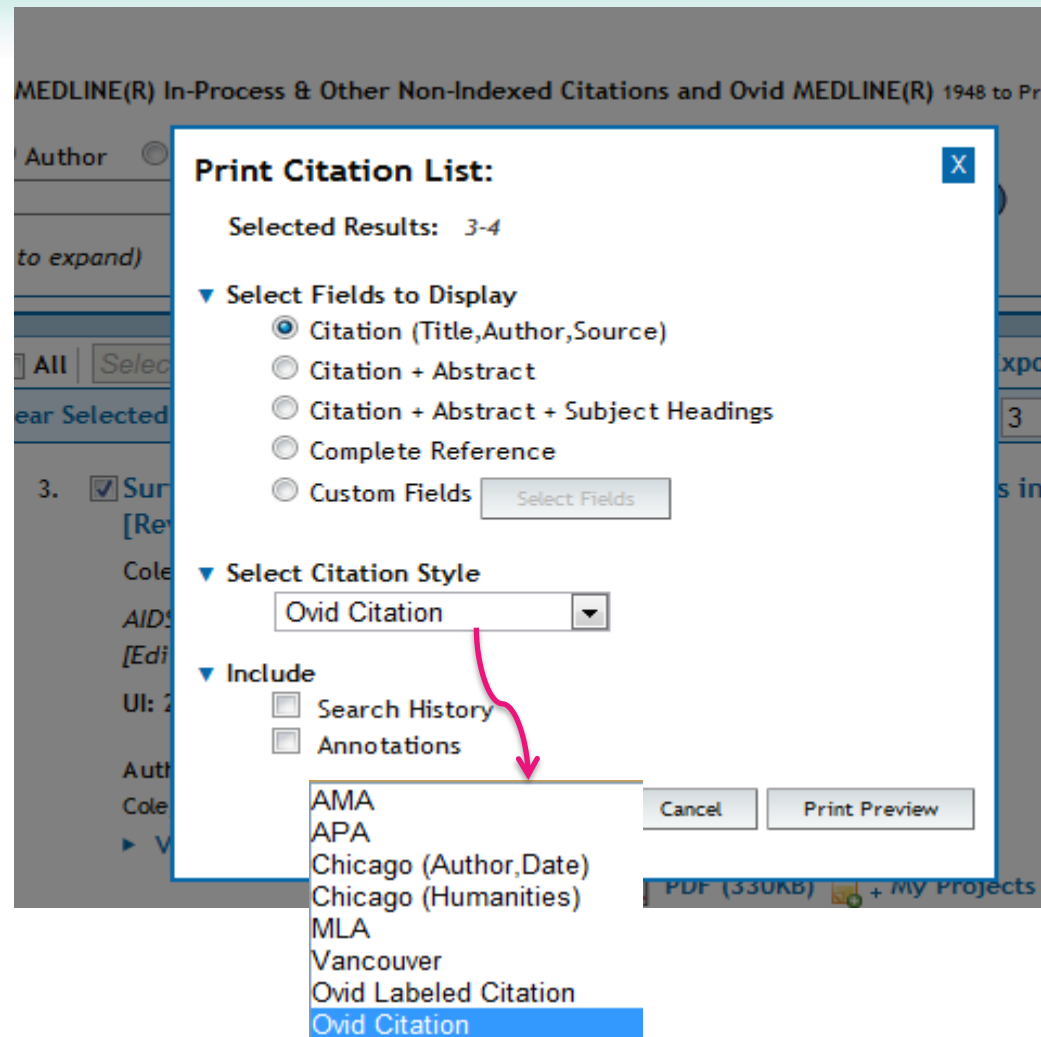 MEDLINE(R) In-Process & Other Non-Indexed Citations and Ovid MEDLINE(R) 1948 to
Author
to expand)
All
Selected
3
3.
UI:
PDF (330KB) + My Projects
Print Citation List:
X
Selected Results: 3-4
Select Fields to Display
Citation (Title,Author,Source)
Citation + Abstract
Citation + Abstract + Subject Headings
Complete Reference
Custom Fields Select Fields
Select Citation Style
Ovid Citation
Include
Search History
Annotations
Cancel Print Preview
AMA
APA
Chicago (Author,Date)
Chicago (Humanities)
MLA
Vancouver
Ovid Labeled Citation
Ovid Citation